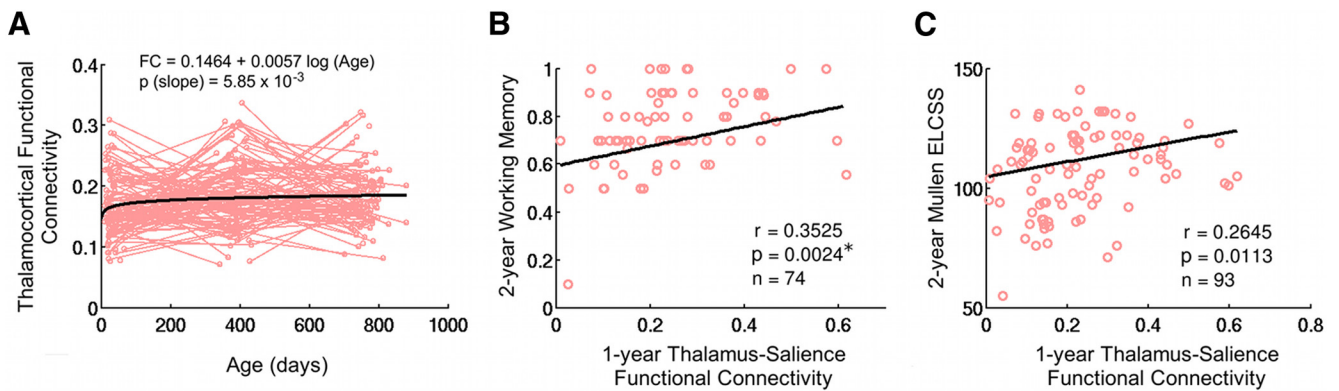 A
FC = 0.1464 + 0.0057 log (Age)
p (slope) = 5.85 x 10-3
Thalamocortical Functional
Connectivity
0.4
0.3
0.2
0.1
0
0 200 400 600 800 1000
Age (days)
B
2-year Working Memory
1
0.8
0.6
0.4
0.2
0
r = 0.3525
p = 0.0024*
n = 74
0 0.2 0.4 0.6
1-year Thalamus-Salience
Functional Connectivity
C
2-year Mullen ELCSS
150
100
50
r = 0.2645
p = 0.0113
n = 93
0 0.2 0.4 0.6 0.8
1-year Thalamus-Salience
Functional Connectivity